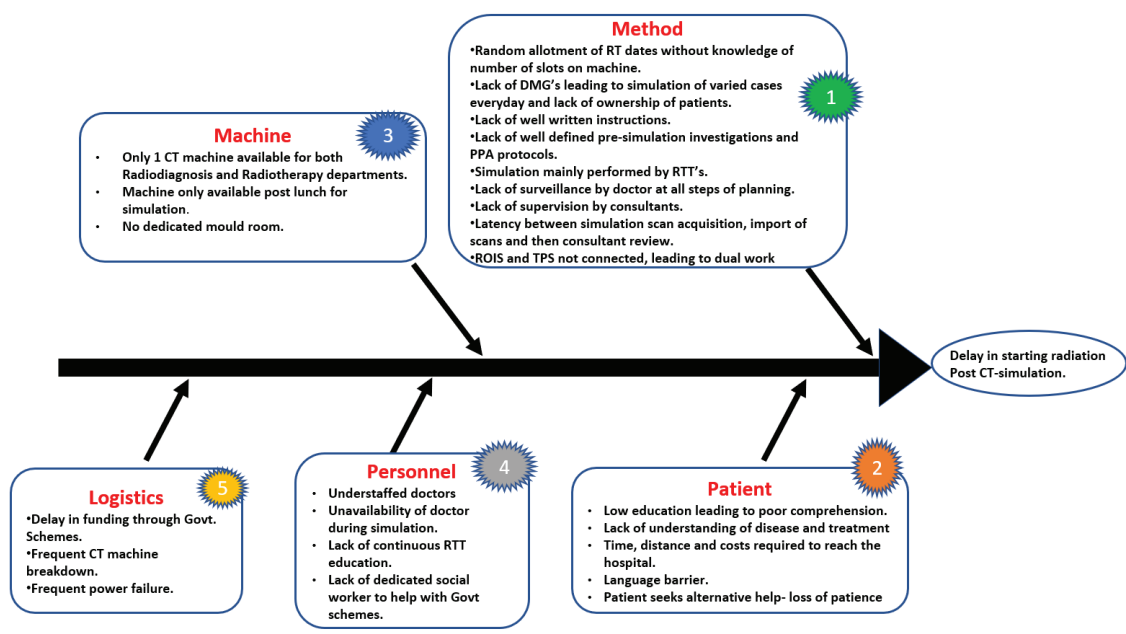 Method
•Random allotment of RT dates without knowledge of
number of slots on machine.
•Lack of DMG's leading to simulation of varied cases
everyday and lack of ownership of patients.
•Lack of well written instructions.
•Lack of well defined pre-simulation investigations and
PPA protocols.
•Simulation mainly performed by RTT's.
•Lack of surveillance by doctor at all steps of planning.
•Lack of supervision by consultants.
•Latency between simulation scan acquisition, import of
scans and then consultant review.
•ROIS and TPS not connected, leading to dual work
1
Machine
3
• Only 1 CT machine available for both
Radiodiagnosis and Radiotherapy departments.
• Machine only available post lunch for
simulation.
• No dedicated mould room.
Delay in starting radiation
Post CT-simulation.
Logistics
5
•Delay in funding through Govt.
Schemes.
•Frequent CT machine
breakdown.
•Frequent power failure.
Personnel
4
• Understaffed doctors
• Unavailability of doctor
during simulation.
• Lack of continuous RTT
education.
• Lack of dedicated social
worker to help with Govt
schemes.
Patient
2
• Low education leading to poor comprehension.
• Lack of understanding of disease and treatment
• Time, distance and costs required to reach the
hospital.
• Language barrier.
• Patient seeks alternative help- loss of patience